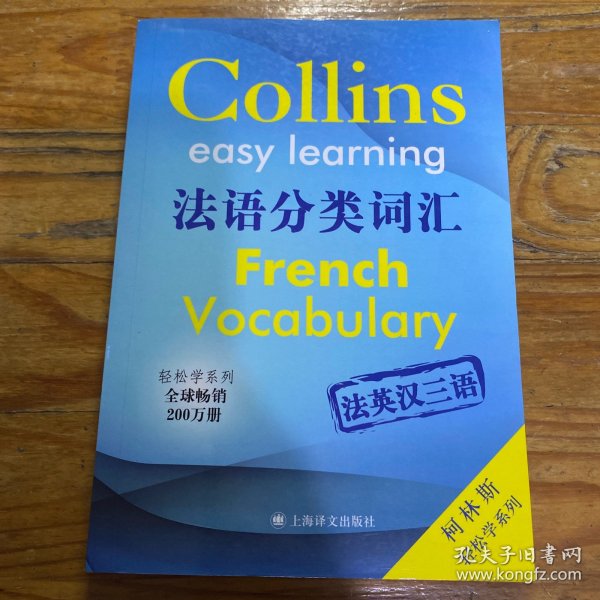 Collins
easy learning
法语分类词汇
French
Vocabulary
轻松学系列
全球畅销
200万册
法英汉三语
上海译文出版社
柯林斯
轻松学系列
孔夫子旧书网
www.kongfz.com